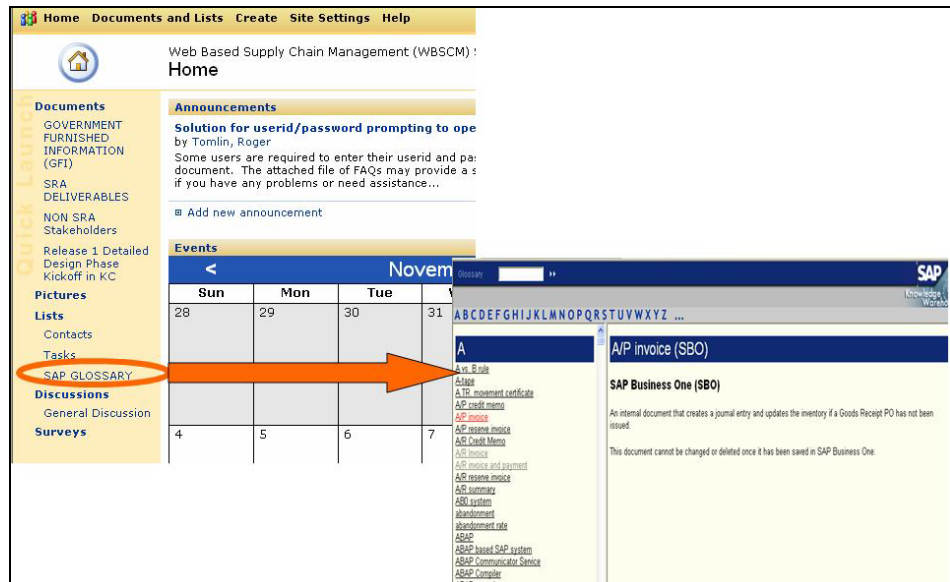 Home Documents and Lists Create Site Settings Help
Web Based Supply Chain Management (WBSCM)
Home
Quick Launch
Documents
GOVERNMENT
FURNISHED
INFORMATION
(GFI)
SRA
DELIVERABLES
NON SRA
Stakeholders
Release 1 Detailed
Design Phase
Kickoff in KC
Pictures
Lists
Contacts
Tasks
SAP GLOSSARY
Discussions
General Discussion
Surveys
Announcements
Solution for userid/password prompting to ope
by Tomlin, Roger
Some users are required to enter their userid and pa
document. The attached file of FAQs may provide a s
if you have any problems or need assistance...
Add new announcement
Events
< Novem
Sun Mon Tue
28 29 30 31
4 5 6 7
Glossary
SAP
Knowledge
Wareho
A B C D E F G H I J K L M N O P Q R S T U V W X Y Z ...
A
A vs. B rule
A-tape
A.TR. movement certificate
A/P credit memo
A/P invoice
A/P reserve invoice
A/R Credit Memo
A/R Invoice
A/R invoice and payment
A/R reserve invoice
A/R summary
AB0 system
abandonment
abandonment rate
ABAP
ABAP based SAP system
ABAP Communicator Service
ABAP Compiler
A/P invoice (SBO)
SAP Business One (SBO)
An internal document that creates a journal entry and updates the inventory if a Goods Receipt PO has not been
issued.
This document cannot be changed or deleted once it has been saved in SAP Business One.